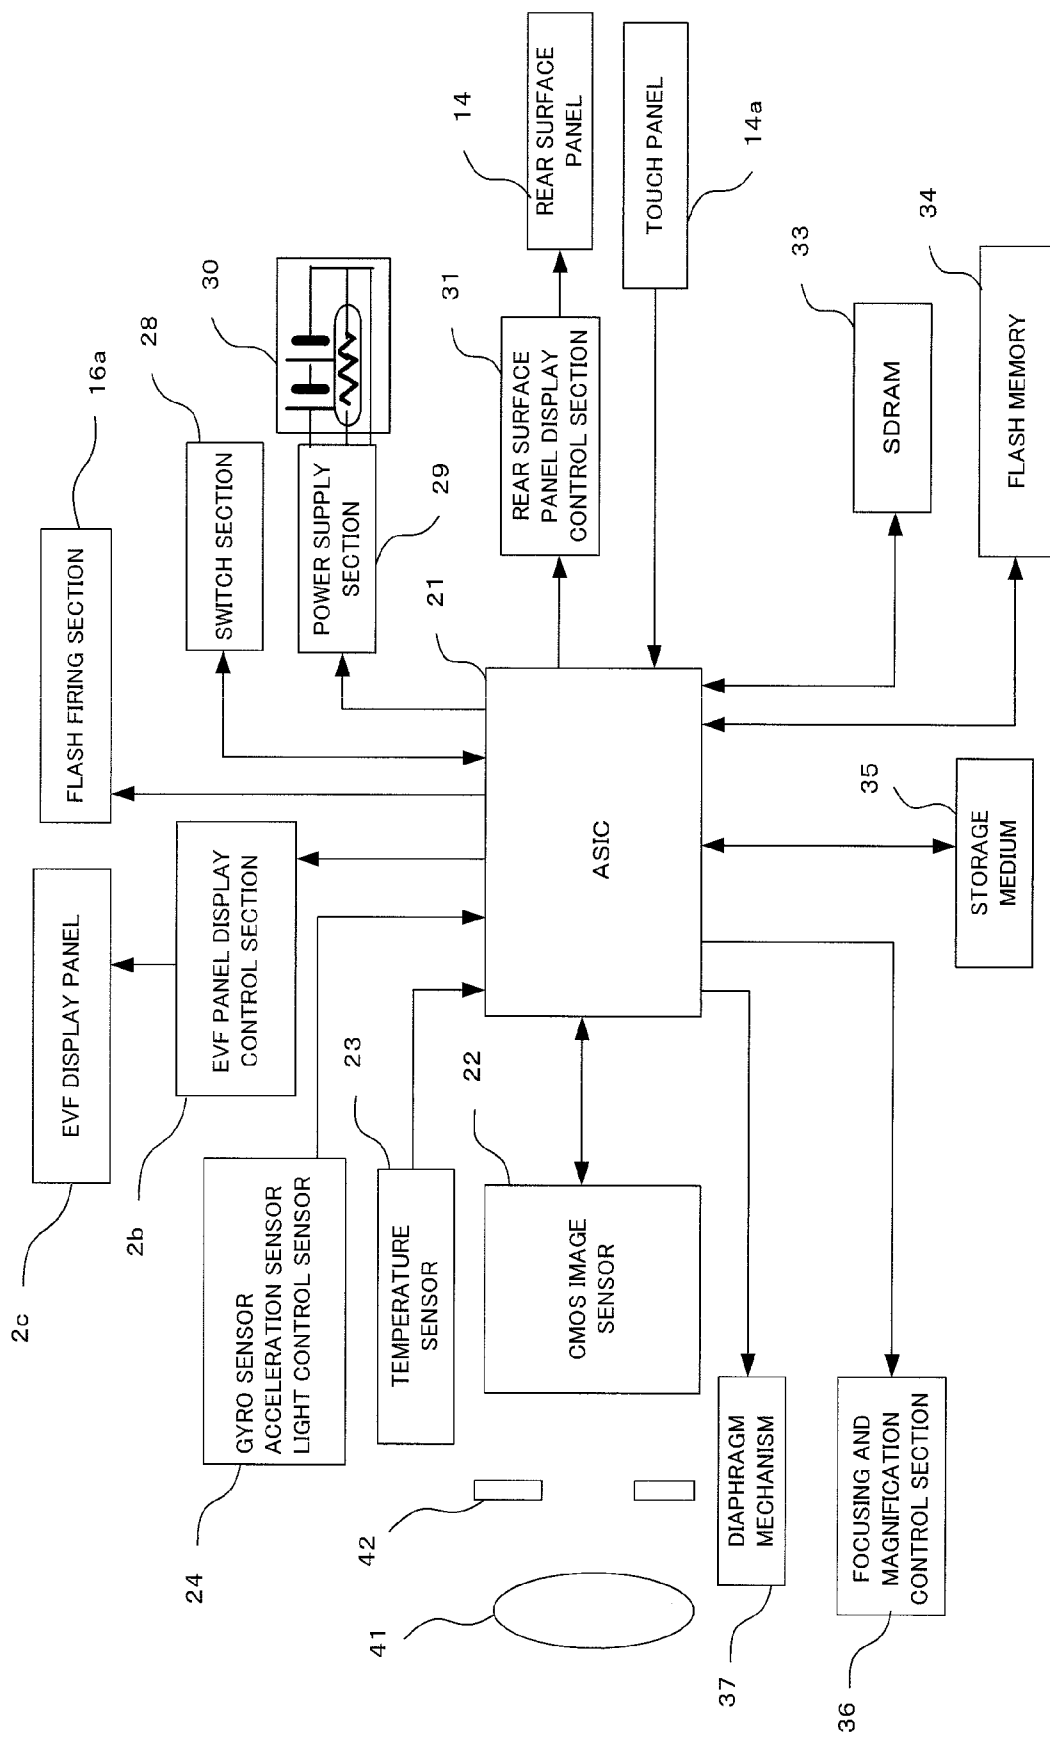 2c
EVF DISPLAY PANEL
FLASH FIRING SECTION
16a
2b
EVF PANEL DISPLAY
CONTROL SECTION
SWITCH SECTION
28
24
GYRO SENSOR
ACCELERATION SENSOR
LIGHT CONTROL SENSOR
POWER SUPPLY
SECTION
29
30
23
TEMPERATURE
SENSOR
21
ASIC
22
CMOS IMAGE
SENSOR
42
41
REAR SURFACE
PANEL DISPLAY
CONTROL SECTION
31
REAR SURFACE
PANEL
14
TOUCH PANEL
14a
37
DIAPHRAGM
MECHANISM
36
FOCUSING AND
MAGNIFICATION
CONTROL SECTION
35
STORAGE
MEDIUM
33
SDRAM
34
FLASH MEMORY